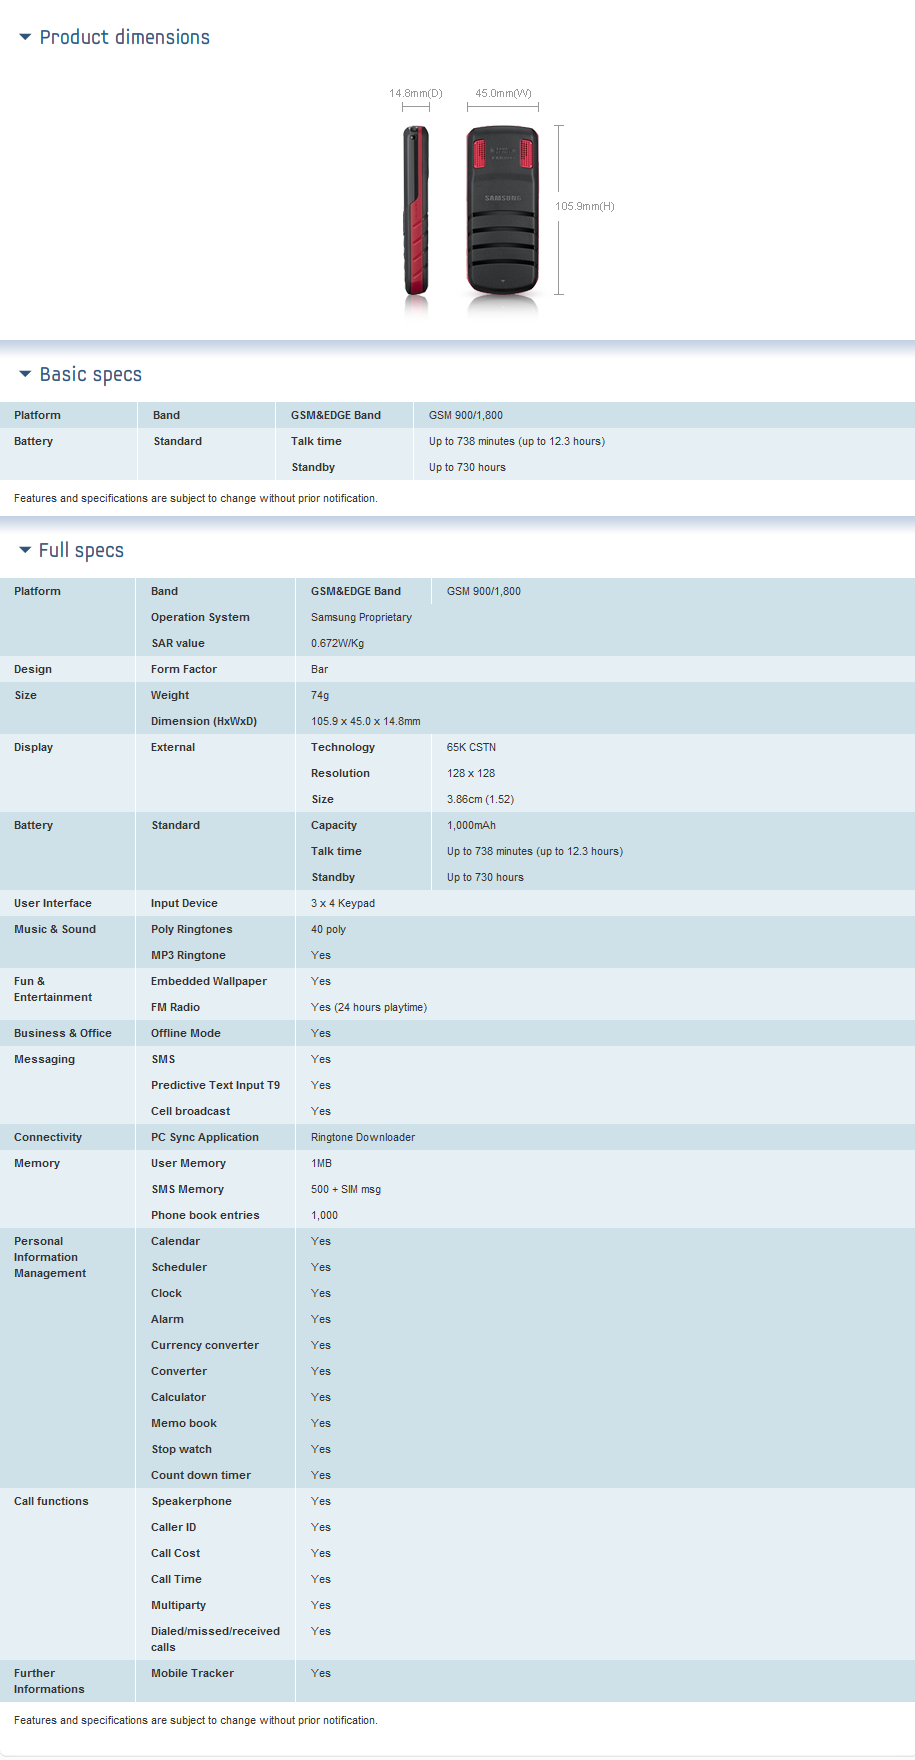 Product dimensions
14.8mm(D) 45.0mm(W)
SAMSUNG
105.9mm(H)
Basic specs
Platform Band GSM&EDGE Band GSM 900/1,800
Battery Standard Talk time Up to 738 minutes (up to 12.3 hours)
Standby Up to 730 hours
Features and specifications are subject to change without prior notification.
Full specs
Platform Band GSM&EDGE Band GSM 900/1,800
Operation System Samsung Proprietary
SAR value 0.672W/Kg
Design Form Factor Bar
Size Weight 74g
Dimension (HxWxD) 105.9 x 45.0 x 14.8mm
Display External Technology 65K CSTN
Resolution 128 x 128
Size 3.86cm (1.52)
Battery Standard Capacity 1,000mAh
Talk time Up to 738 minutes (up to 12.3 hours)
Standby Up to 730 hours
User Interface Input Device 3 x 4 Keypad
Music & Sound Poly Ringtones 40 poly
MP3 Ringtone Yes
Fun & Embedded Wallpaper Yes
Entertainment
FM Radio Yes (24 hours playtime)
Business & Office Offline Mode Yes
Messaging SMS Yes
Predictive Text Input T9 Yes
Cell broadcast Yes
Connectivity PC Sync Application Ringtone Downloader
Memory User Memory 1MB
SMS Memory 500 + SIM msg
Phone book entries 1,000
Personal Calendar Yes
Information
Scheduler Yes
Management
Clock Yes
Alarm Yes
Currency converter Yes
Converter Yes
Calculator Yes
Memo book Yes
Stop watch Yes
Count down timer Yes
Call functions Speakerphone Yes
Caller ID Yes
Call Cost Yes
Call Time Yes
Multiparty Yes
Dialed/missed/received Yes
calls
Further Mobile Tracker Yes
Informations
Features and specifications are subject to change without prior notification.